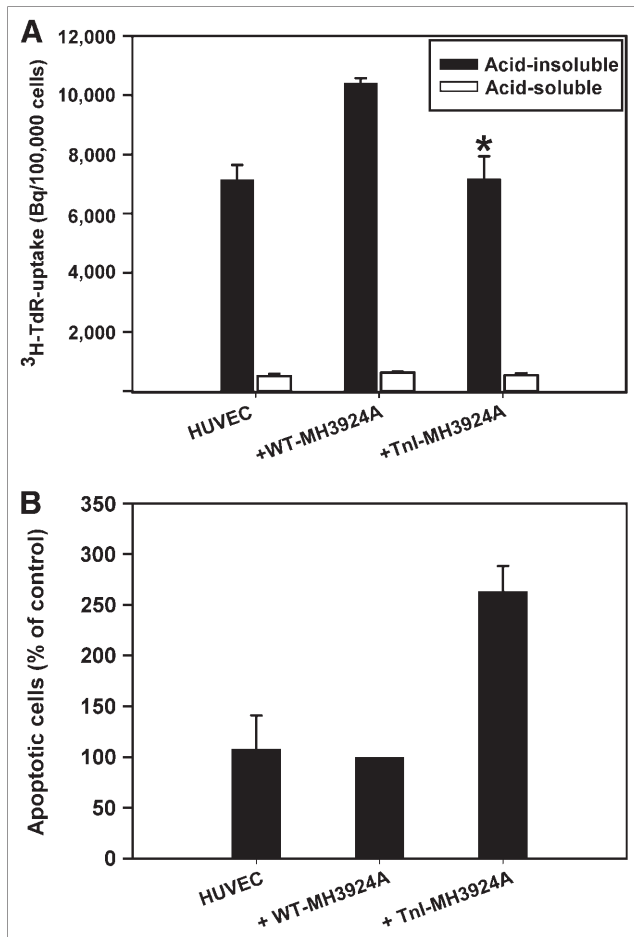 A
12,000
10,000
8,000
6,000
4,000
2,000
³H-TdR-uptake (Bq/100,000 cells)
Acid-insoluble
Acid-soluble
*
HUVEC
+WT-MH3924A
+TnI-MH3924A
B
350
300
250
200
150
100
50
0
Apoptotic cells (% of control)
HUVEC
+ WT-MH3924A
+ TnI-MH3924A